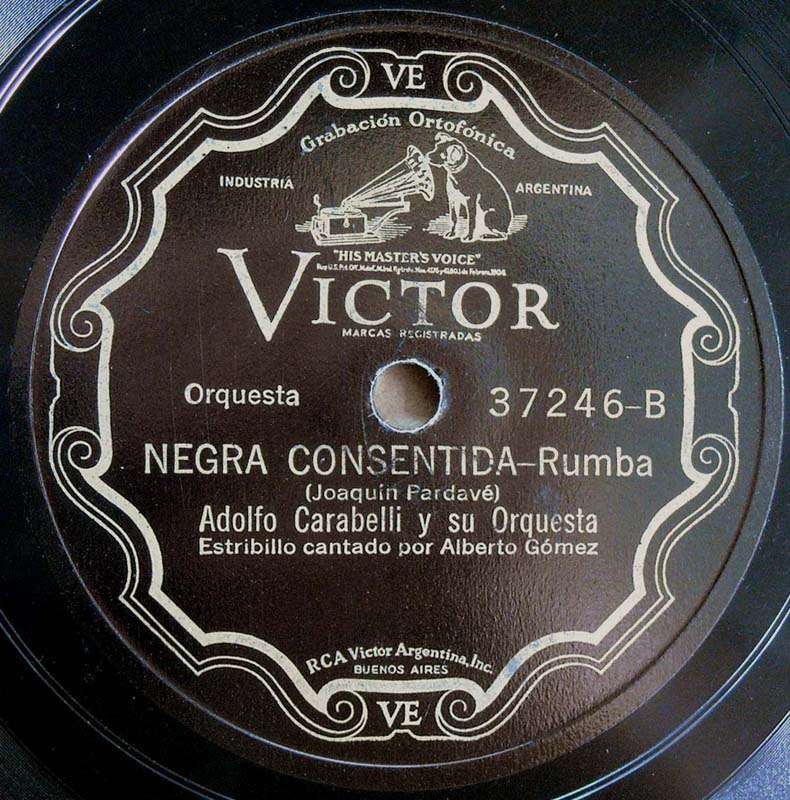 VE
Grabación Ortofónica
INDUSTRIA ARGENTINA
"HIS MASTER'S VOICE"
VICTOR
MARCAS REGISTRADAS
Orquesta 37246-B
NEGRA CONSENTIDA-Rumba
(Joaquín Pardavé)
Adolfo Carabelli y su Orquesta
Estribillo cantado por Alberto Gómez
RCA Victor Argentina, Inc.
BUENOS AIRES
VE